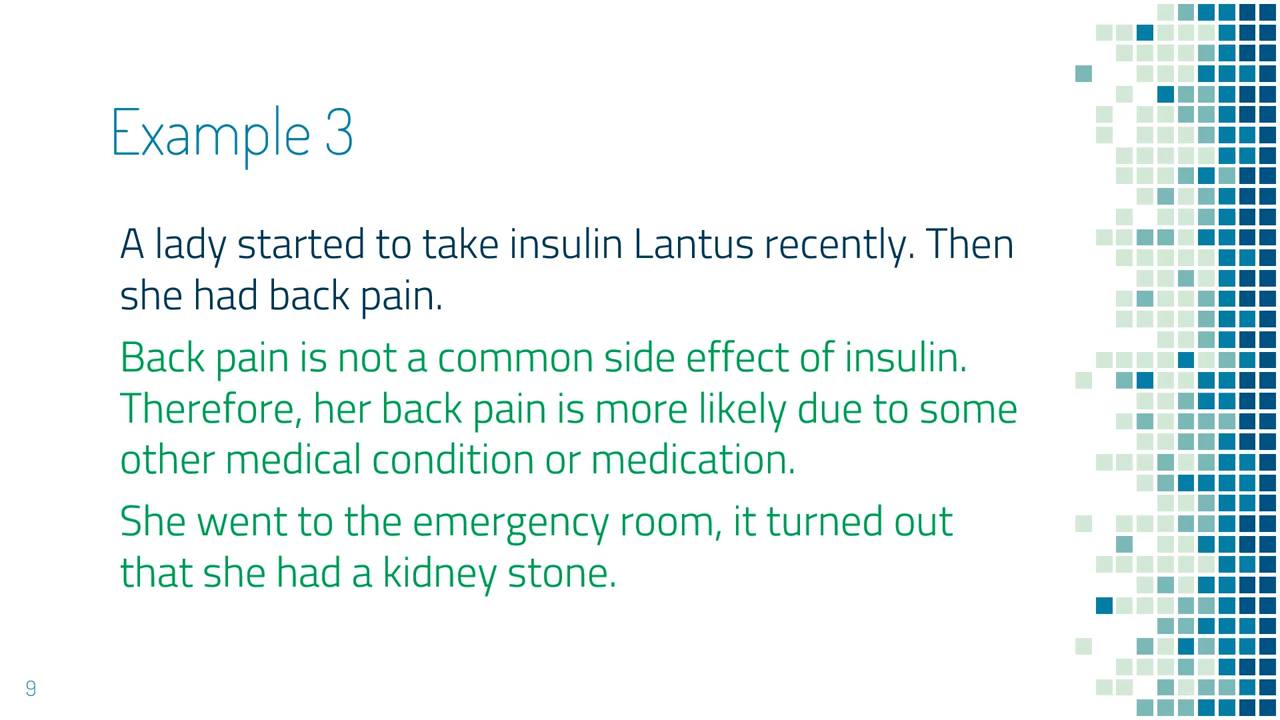 Example 3
A lady started to take insulin Lantus recently. Then
she had back pain.
Back pain is not a common side effect of insulin.
Therefore, her back pain is more likely due to some
other medical condition or medication.
She went to the emergency room, it turned out
that she had a kidney stone.
9